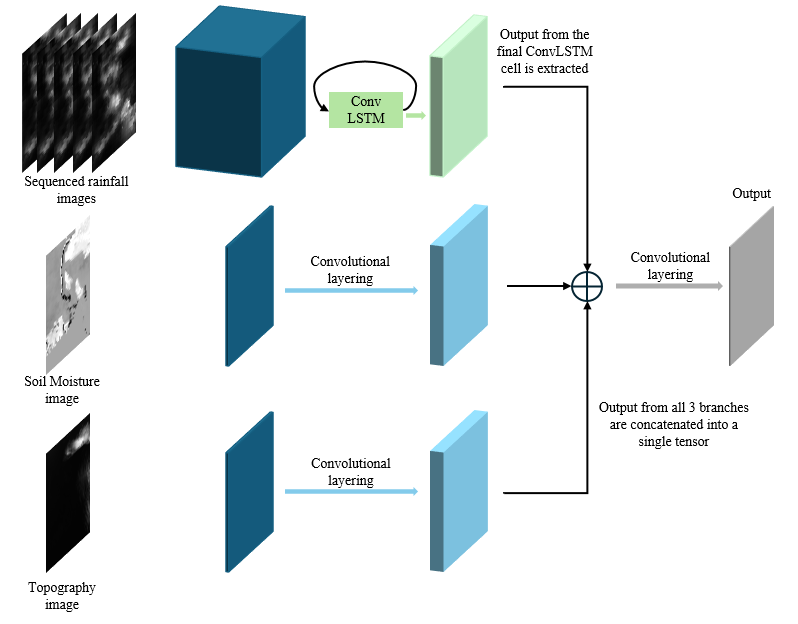 Output from the
final ConvLSTM
cell is extracted
Conv
LSTM
Sequenced rainfall
images
Output
Convolutional
layering
Convolutional
layering
Soil Moisture
image
Output from all 3 branches
are concatenated into a
single tensor
Convolutional
layering
Topography
image